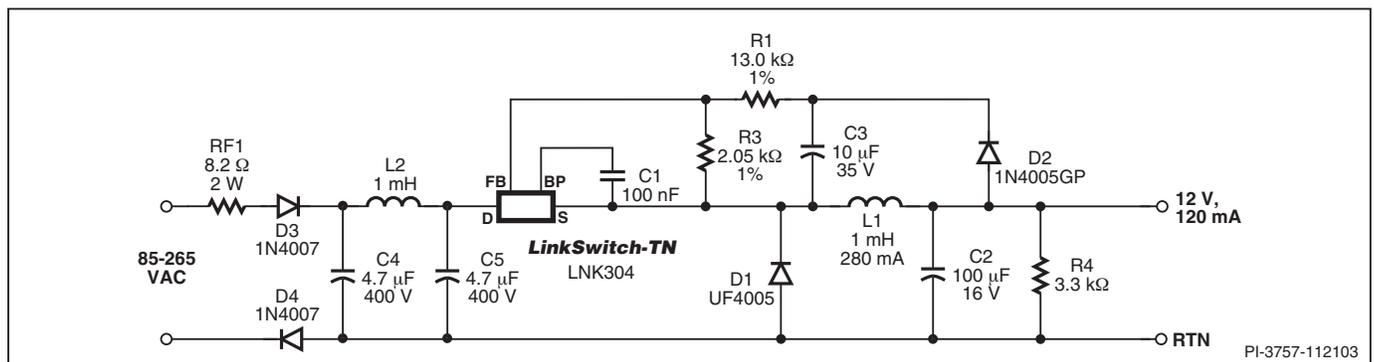 R1
13.0 kΩ
1%
RF1
8.2 Ω
2 W
L2
1 mH
FB
BP
D
S
C1
100 nF
R3
2.05 kΩ
1%
C3
10 µF
35 V
D2
1N4005GP
12 V,
120 mA
D3
1N4007
85-265
VAC
C4
4.7 µF
400 V
C5
4.7 µF
400 V
LinkSwitch-TN
LNK304
D1
UF4005
L1
1 mH
280 mA
C2
100 µF
16 V
R4
3.3 kΩ
D4
1N4007
RTN
PI-3757-112103